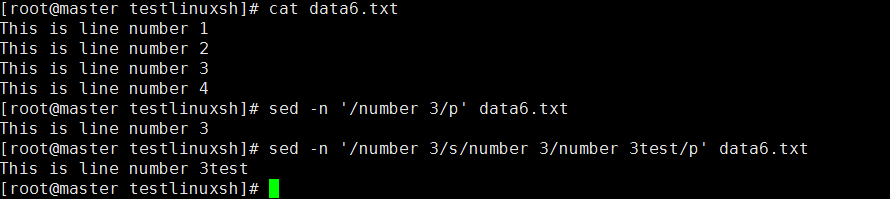 [root@master testlinuxsh]# cat data6.txt
This is line number 1
This is line number 2
This is line number 3
This is line number 4
[root@master testlinuxsh]# sed -n '/number 3/p' data6.txt
This is line number 3
[root@master testlinuxsh]# sed -n '/number 3/s/number 3/number 3test/p' data6.txt
This is line number 3test
[root@master testlinuxsh]#